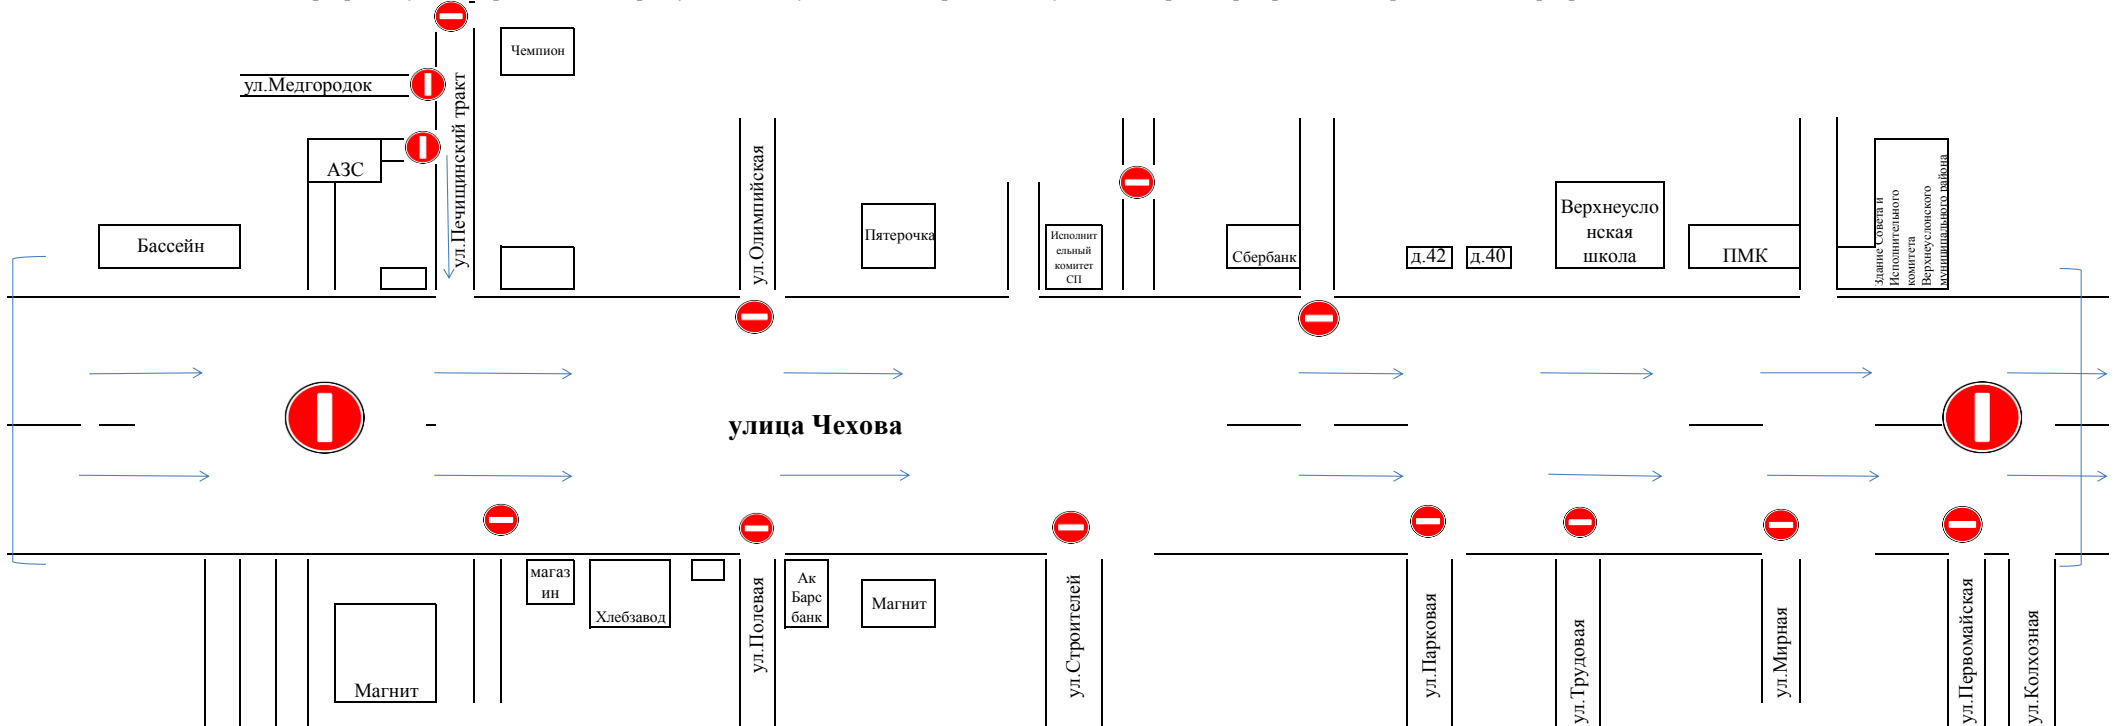 Чемпион
ул.Медгородок
ул.Печищинский тракт
АЗС
Бассейн
ул.Олимпийская
Пятерочка
Исполнит
ельный
комитет
СП
Сбербанк
д.42
д.40
Верхнеусло
нская
школа
ПМК
Здание Совета и
Исполнительного
комитета
Верхнеуслонского
муниципального района
улица Чехова
магаз
ин
Хлебзавод
Магнит
ул.Полевая
Ак
Барс
банк
Магнит
ул.Строителей
ул.Парковая
ул.Трудовая
ул.Мирная
ул.Первомайская
ул.Колхозная